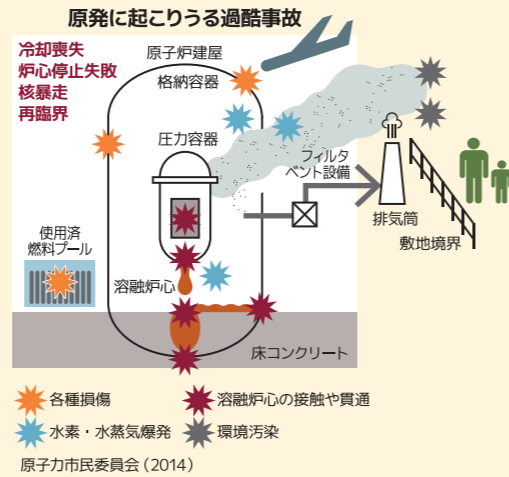 原発に起こりうる過酷事故
冷却喪失
炉心停止失敗
核暴走
再臨界
原子炉建屋
格納容器
圧力容器
フィルタ
ベント設備
排気筒
敷地境界
使用済
燃料プール
溶融炉心
床コンクリート
各種損傷
溶融炉心の接触や貫通
水素・水蒸気爆発
環境汚染
原子力市民委員会(2014)